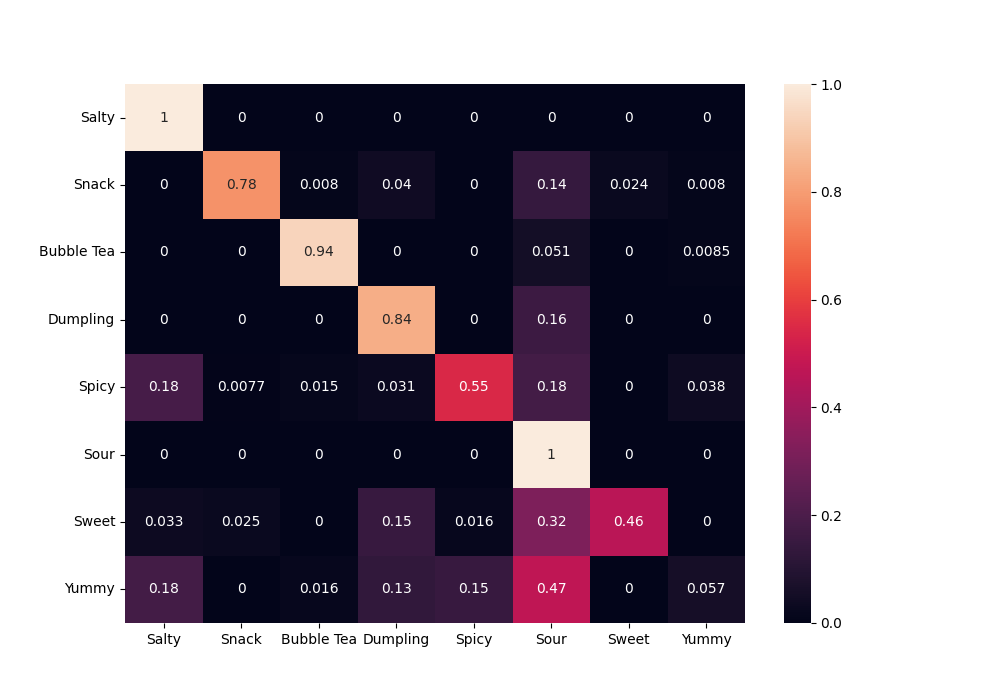 Salty 1 0 0 0 0 0 0 0 1.0
Snack 0 0.78 0.008 0.04 0 0.14 0.024 0.008 0.8
Bubble Tea 0 0 0.94 0 0 0.051 0 0.0085
Dumpling 0 0 0 0.84 0 0.16 0 0 0.6
Spicy 0.18 0.0077 0.015 0.031 0.55 0.18 0 0.038 0.4
Sour 0 0 0 0 0 1 0 0
Sweet 0.033 0.025 0 0.15 0.016 0.32 0.46 0 0.2
Yummy 0.18 0 0.016 0.13 0.15 0.47 0 0.057 0.0
Salty Snack Bubble Tea Dumpling Spicy Sour Sweet Yummy